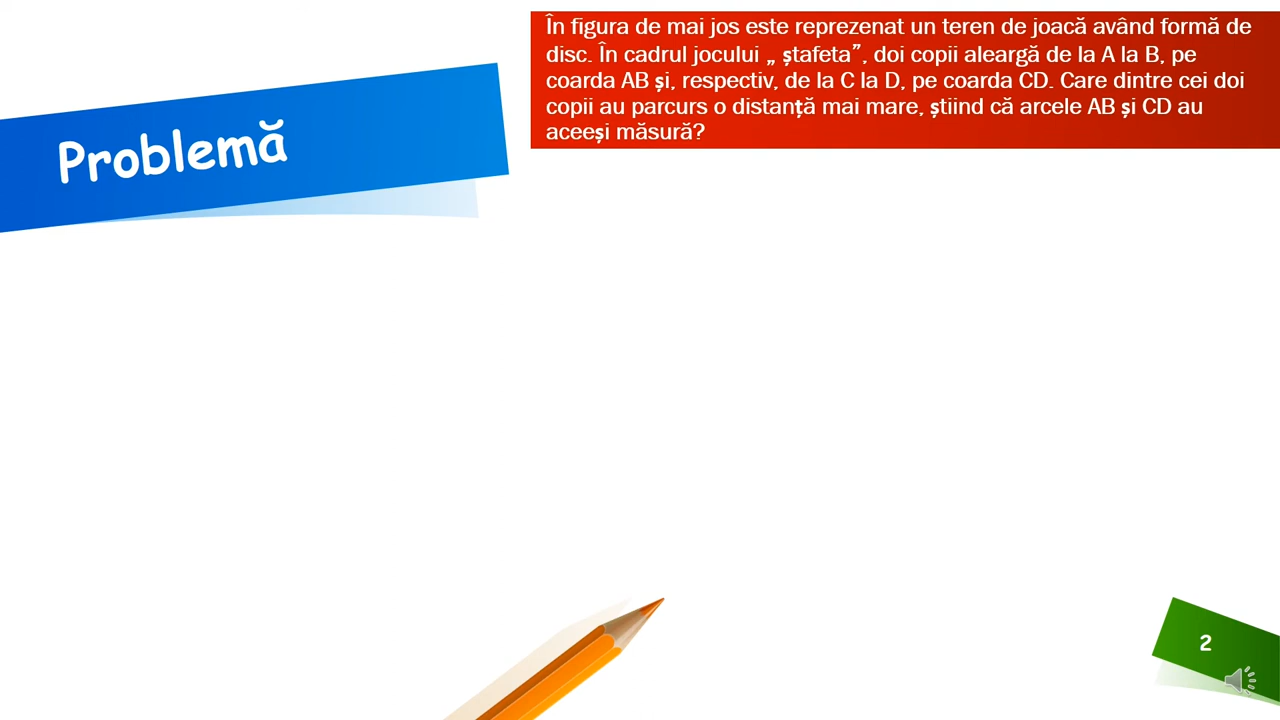 Problemă
În figura de mai jos este reprezenat un teren de joacă având formă de
disc. În cadrul jocului „ ștafeta”, doi copii aleargă de la A la B, pe
coarda AB și, respectiv, de la C la D, pe coarda CD. Care dintre cei doi
copii au parcurs o distanță mai mare, știind că arcele AB și CD au
aceeși măsură?
2